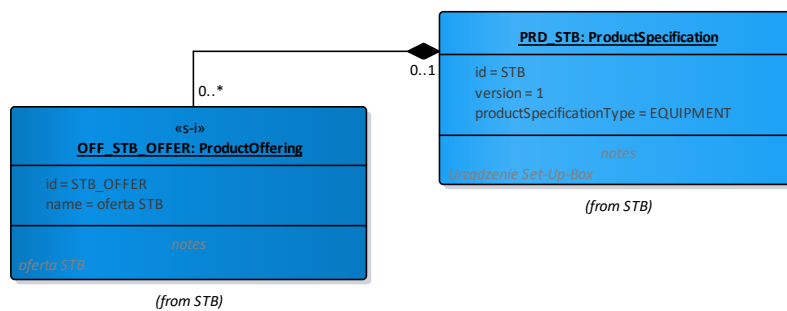 PRD_STB: ProductSpecification
0..1
id = STB
version = 1
productSpecificationType = EQUIPMENT
notes
Urządzenie Set-Up-Box
(from STB)
0..*
«s-i»
OFF_STB_OFFER: ProductOffering
id = STB_OFFER
name = oferta STB
notes
oferta STB
(from STB)